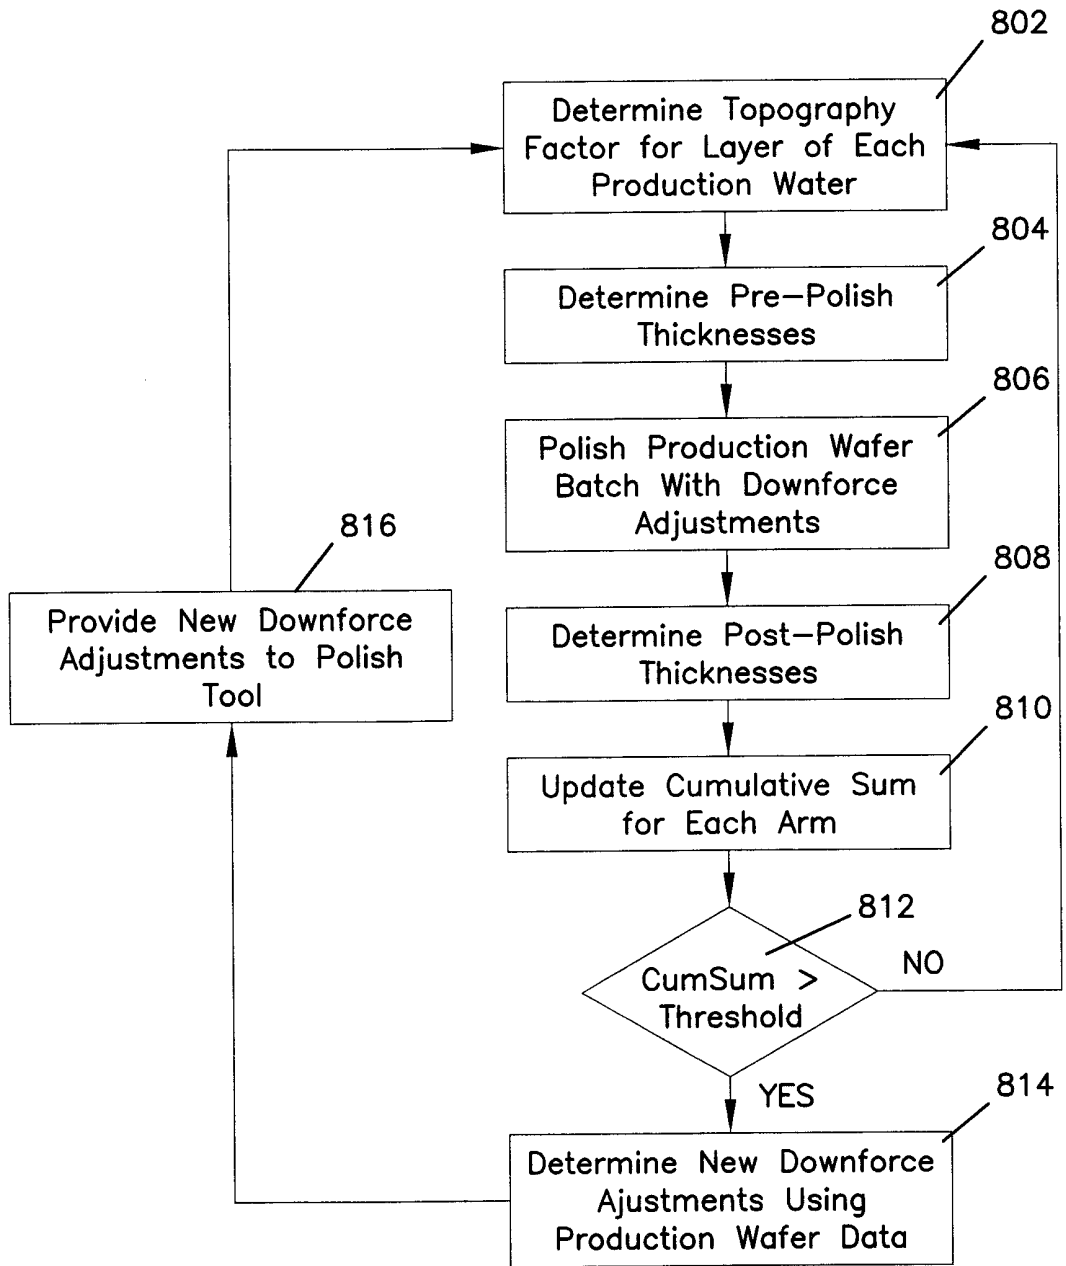 802
Determine Topography
Factor for Layer of Each
Production Water
804
Determine Pre-Polish
Thicknesses
806
Polish Production Wafer
Batch With Downforce
Adjustments
808
Determine Post-Polish
Thicknesses
810
Update Cumulative Sum
for Each Arm
812
CumSum >
Threshold
NO
YES
814
Determine New Downforce
Ajustments Using
Production Wafer Data
816
Provide New Downforce
Adjustments to Polish
Tool